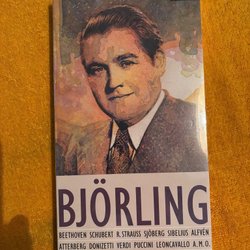 BJÖRLING
BEETHOVEN SCHUBERT R.STRAUSS SJÖBERG SIBELIUS ALFVÉN
ATTERBERG DONIZETTI VERDI PUCCINI LEONCAVALLO A.M.O.